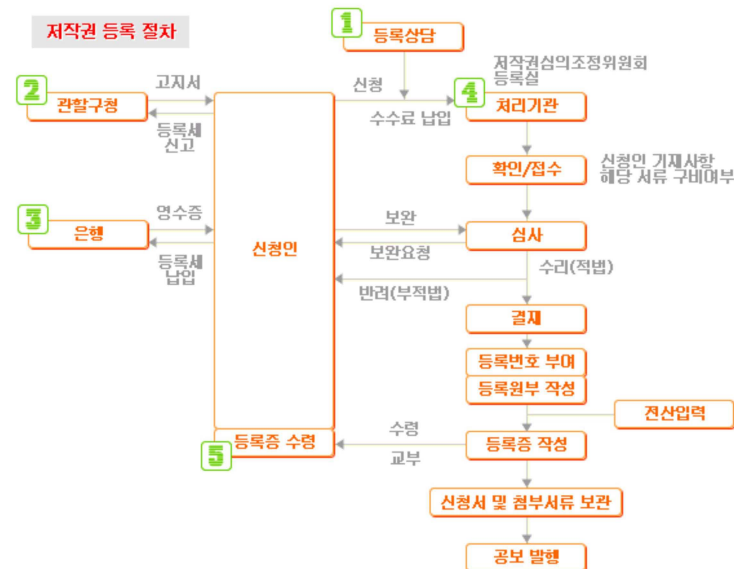 저작권 등록 절차
1
등록상담
저작권심의조정위원회
등록실
2
관할구청
고지서
등록세
신고
신청
수수료 납입
4
처리기관
확인/접수
신청인 기재사항
해당 서류 구비여부
3
은행
영수증
등록세
납입
신청인
보완
보완요청
심사
수리(적법)
반려(부적법)
결재
등록번호 부여
등록원부 작성
전산입력
5
등록증 수령
수령
교부
등록증 작성
신청서 및 첨부서류 보관
공보 발행